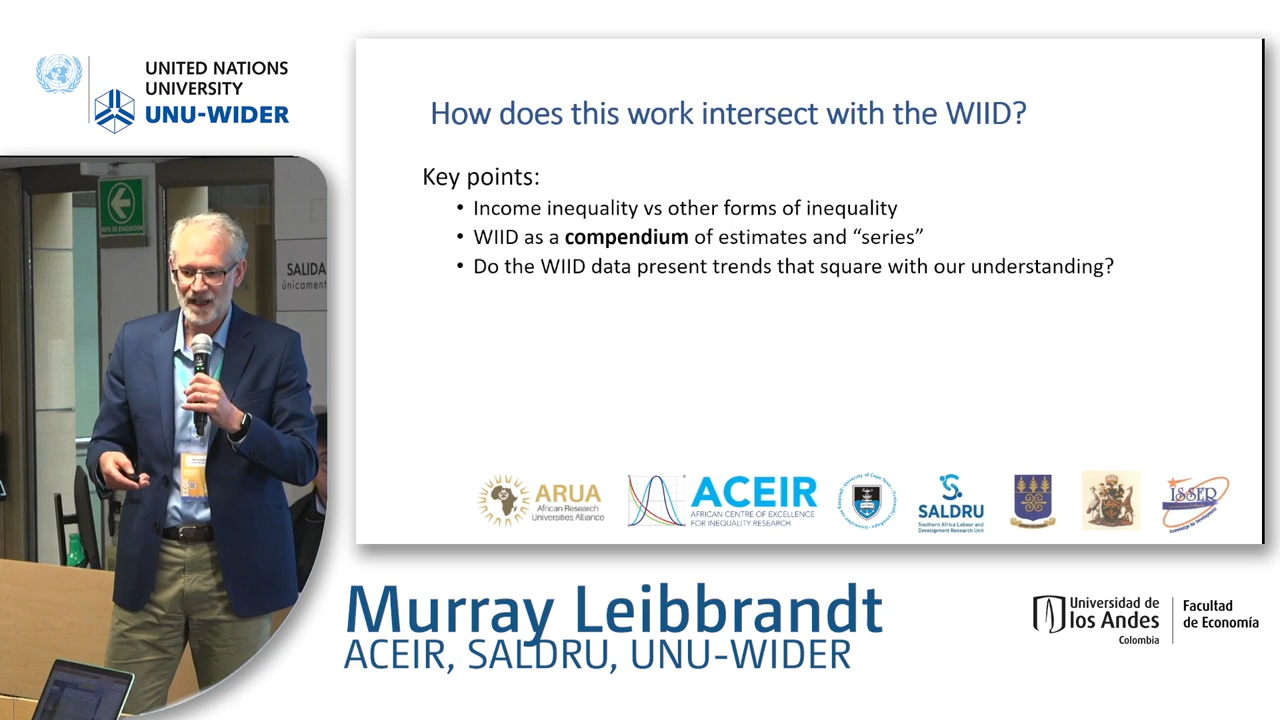 UNITED NATIONS
UNIVERSITY
UNU-WIDER
SALIDA
How does this work intersect with the WIID?
Key points:
• Income inequality vs other forms of inequality
• WIID as a compendium of estimates and “series”
• Do the WIID data present trends that square with our understanding?
ARUA
African Research
Universities Alliance
ACEIR
AFRICAN CENTRE OF EXCELLENCE
FOR INEQUALITY RESEARCH
SALDRU
Southern Africa Labour and
Development Research Unit
ISSER
Knowledge for Development
Murray Leibbrandt
ACEIR, SALDRU, UNU-WIDER
Universidad de
los Andes
Colombia
Facultad
de Economía